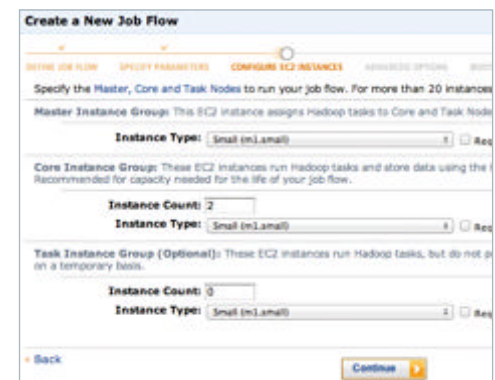 Create a New Job Flow
DEFINE JOB FLOW SPECIFY PARAMETERS CONFIGURE EC2 INSTANCES ADVANCED OPTIONS
Specify the Master, Core and Task Nodes to run your job flow. For more than 20 instances
Master Instance Group: This EC2 instance assigns Hadoop tasks to Core and Task Node
Instance Type: Small (m1.small) Req
Core Instance Group: These EC2 instances run Hadoop tasks and store data using the
Recommended for capacity needed for the life of your job flow.
Instance Count: 2
Instance Type: Small (m1.small) Req
Task Instance Group (Optional): These EC2 instances run Hadoop tasks, but do not
on a temporary basis.
Instance Count: 0
Instance Type: Small (m1.small) Req
Back
Continue